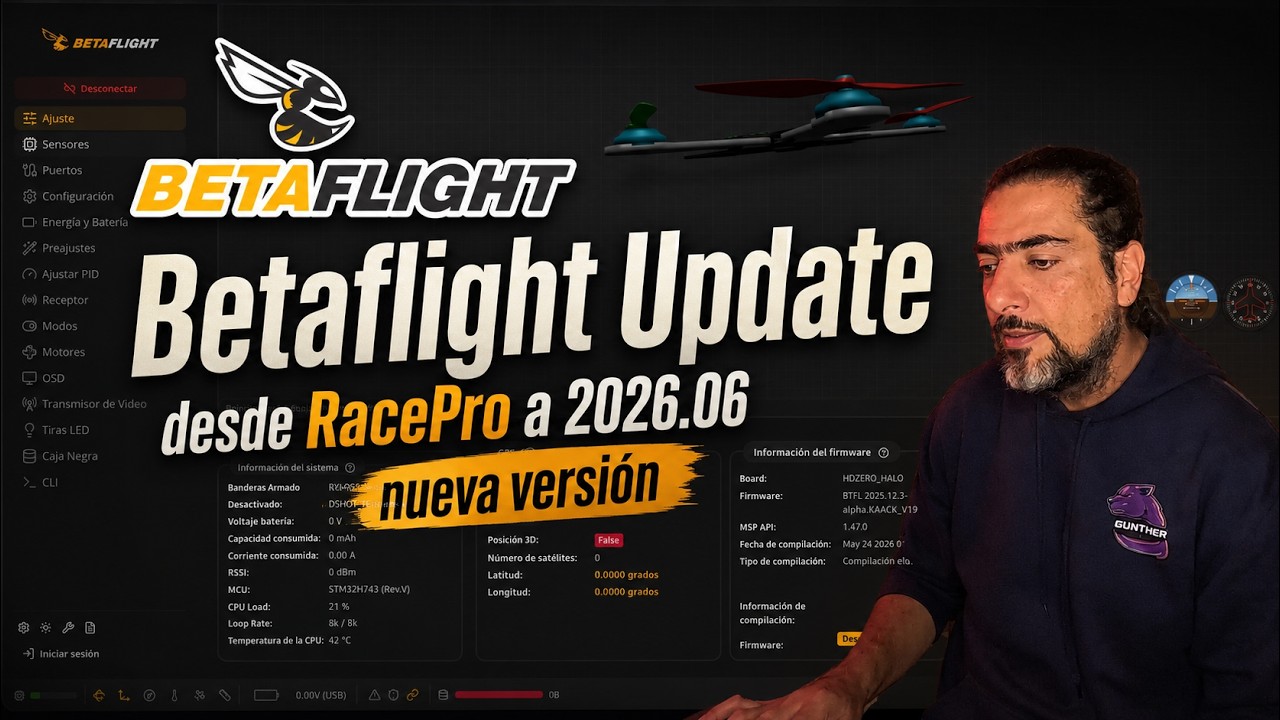 BETAFLIGHT
Desconectar
Ajuste
Sensores
Puertos
Configuración
Energía y Batería
Preajustes
Ajustar PID
Receptor
Modos
Motores
OSD
Transmisor de Video
Tiras LED
Caja Negra
CLI
Iniciar sesión
BETAFLIGHT
Betaflight Update
desde RacePro a 2026.06
nueva versión
Información del sistema
Banderas Armado
Desactivado:
Voltaje batería: 0 V
Capacidad consumida: 0 mAh
Corriente consumida: 0.00 A
RSSI: 0 dBm
MCU: STM32H743 (Rev.V)
CPU Load: 21 %
Loop Rate: 8k / 8k
Temperatura de la CPU: 42 °C
Posición 3D: False
Número de satélites: 0
Latitud: 0.0000 grados
Longitud: 0.0000 grados
Información del firmware
Board: HDZERO_HALO
Firmware: BTFL 2025.12.3-
alpha.KAACK_V19
MSP API: 1.47.0
Fecha de compilación: May 24 2026
Tipo de compilación: Compilación
Información de
compilación:
Firmware:
GUNTHER
0.00V (USB)
0B